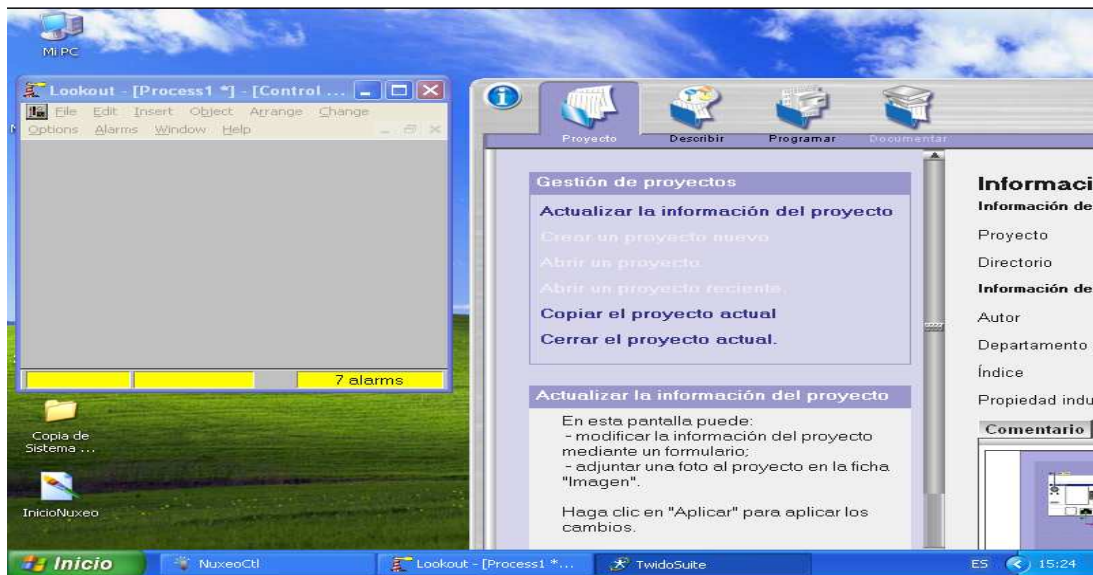 Mi PC
Lookout - [Process1 *] - [Control ...
File Edit Insert Object Arrange Change
Options Alarms Window Help
7 alarms
Copia de
Sistema ...
InicioNuxeo
Proyecto Describir Programar Documentar
Gestión de proyectos
Actualizar la información del proyecto
Crear un proyecto nuevo
Abrir un proyecto
Abrir un proyecto reciente.
Copiar el proyecto actual
Cerrar el proyecto actual.
Actualizar la información del proyecto
En esta pantalla puede:
- modificar la información del proyecto
mediante un formulario;
- adjuntar una foto al proyecto en la ficha
"Imagen".
Haga clic en "Aplicar" para aplicar los
cambios.
Informaci
Información de
Proyecto
Directorio
Información de
Autor
Departamento
Índice
Propiedad indu
Comentario
Inicio NuxeoCtl Lookout - [Process1 *... TwidoSuite ES 15:24